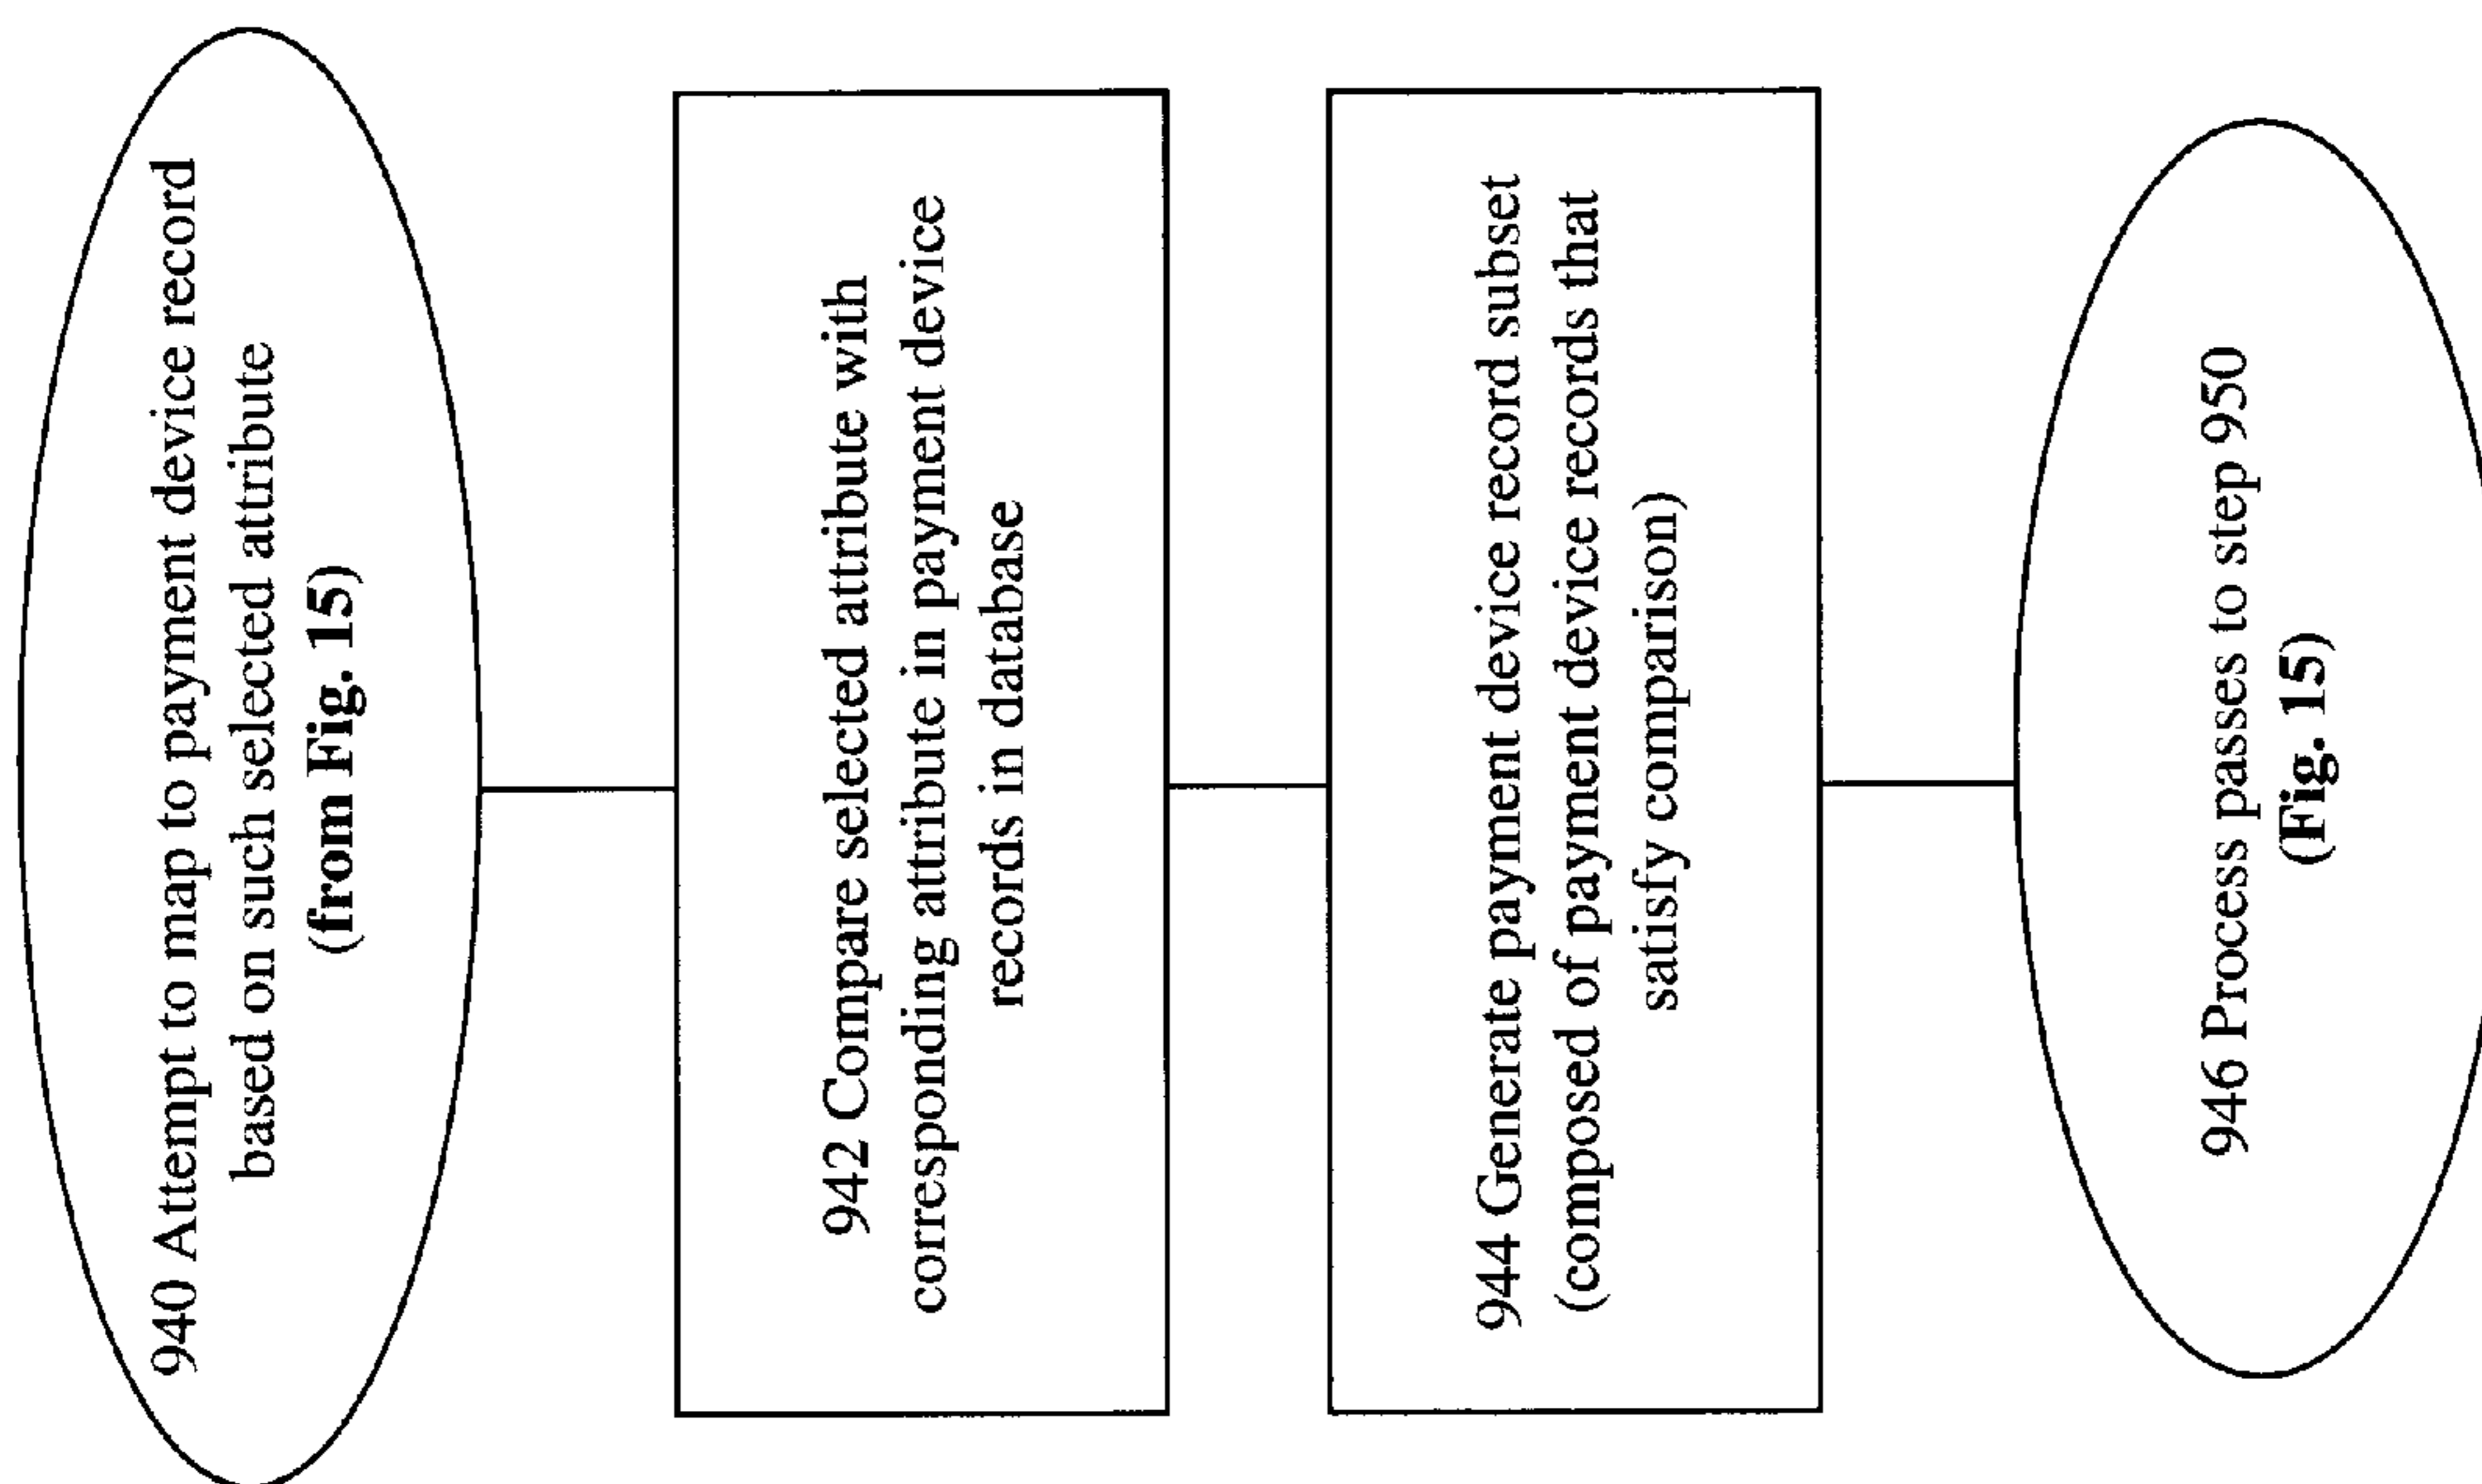 940 Attempt to map to payment device record
based on such selected attribute
(from Fig. 15)
942 Compare selected attribute with
corresponding attribute in payment device
records in database
944 Generate payment device record subset
(composed of payment device records that
satisfy comparison)
946 Process passes to step 950
(Fig. 15)